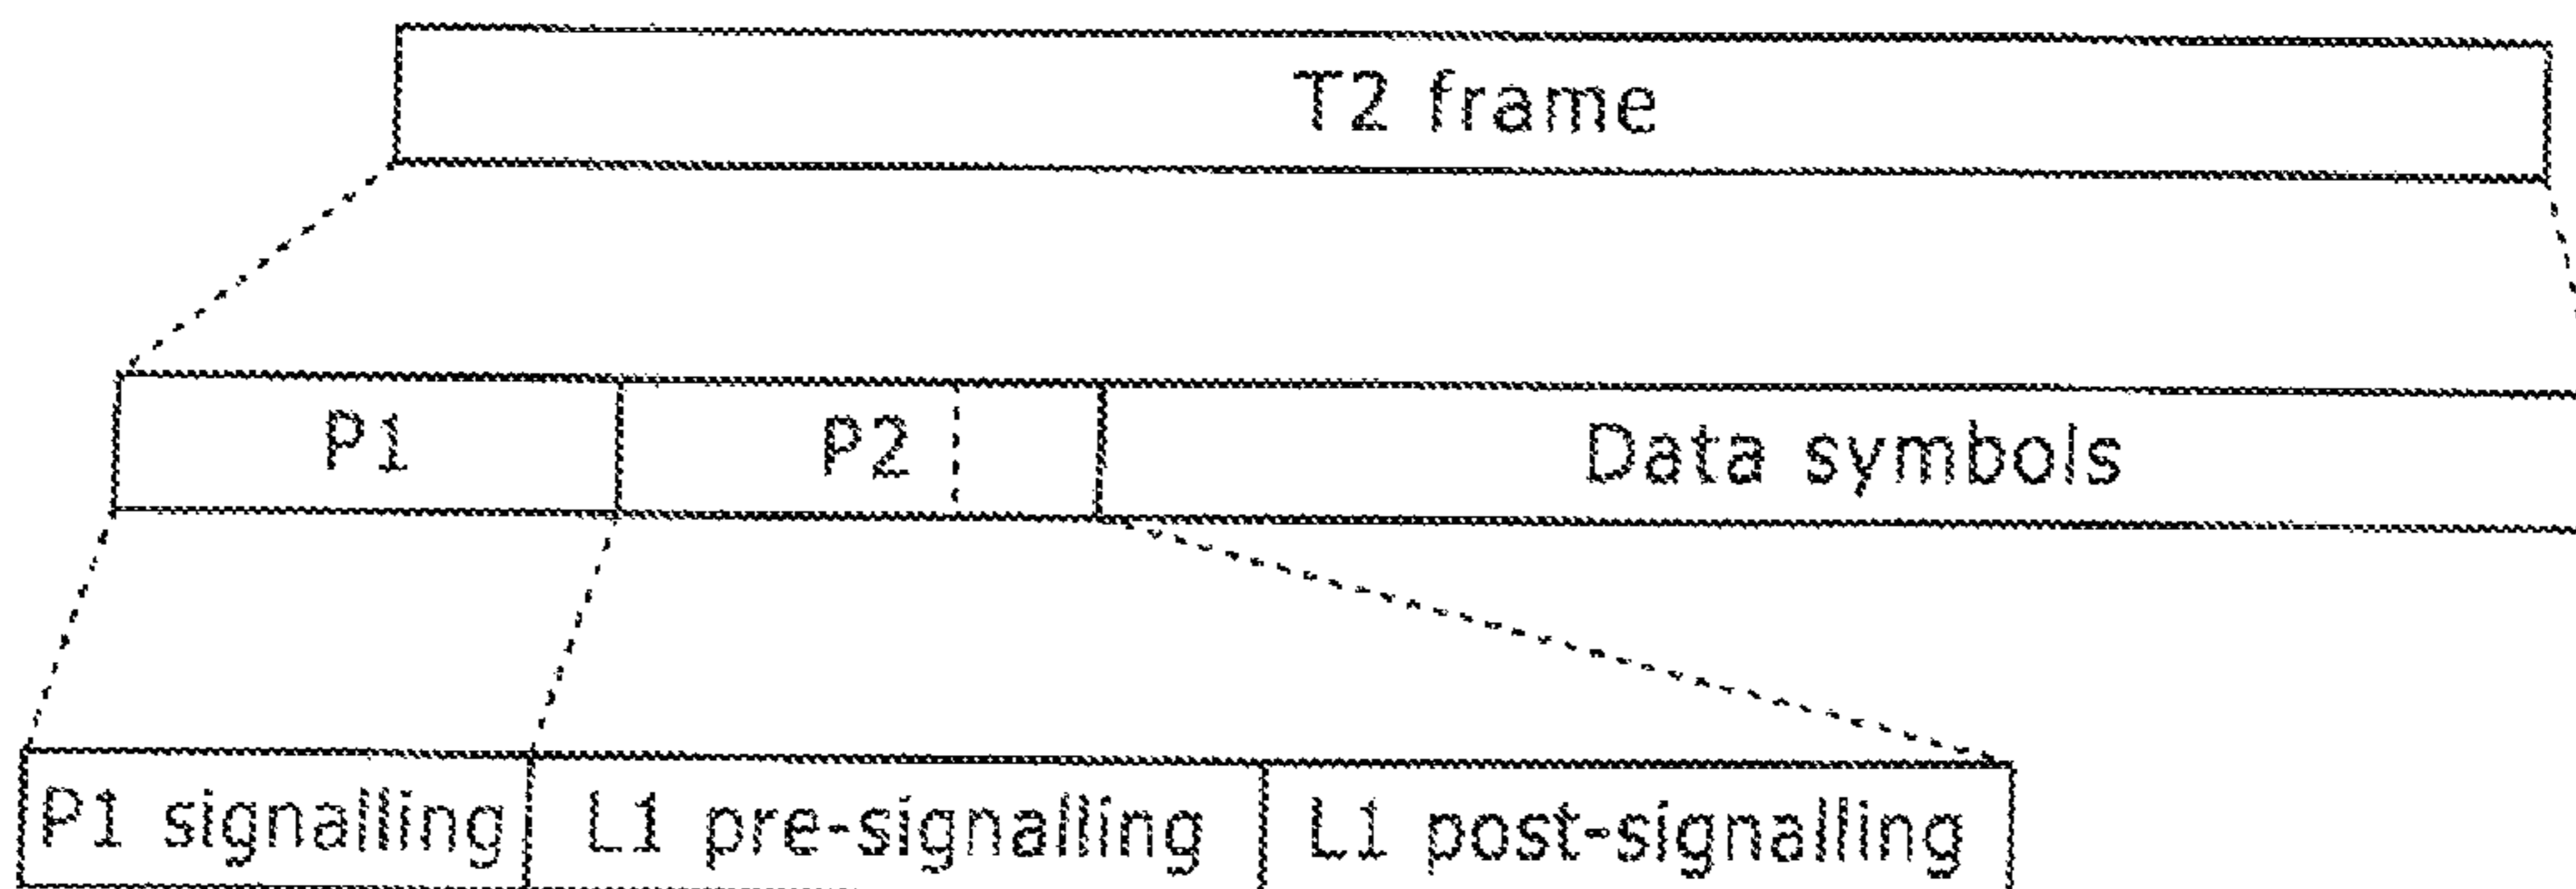 T2 frame
P1 P2 Data symbols
P1 signalling L1 pre-signalling L1 post-signalling